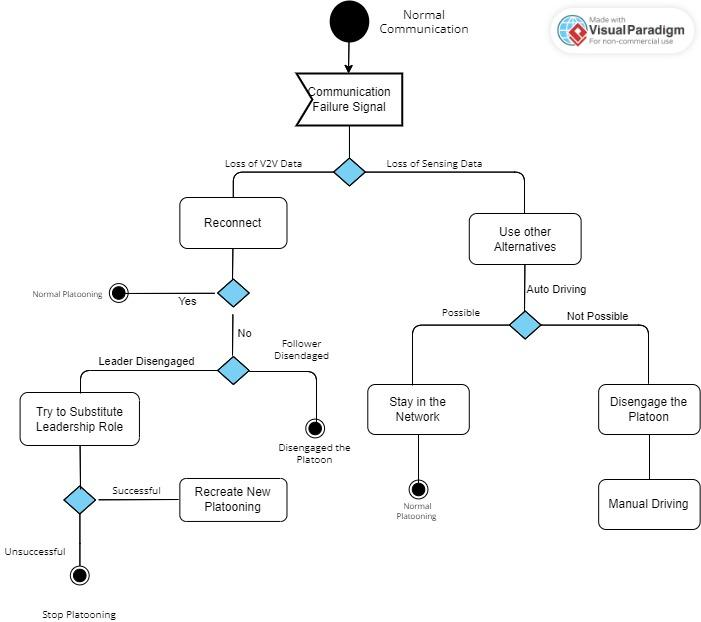 Normal
Communication
Made with
VisualParadigm
For non-commercial use
Communication
Failure Signal
Loss of V2V Data
Loss of Sensing Data
Reconnect
Use other
Alternatives
Normal Platooning
Yes
Auto Driving
No
Possible
Not Possible
Follower
Disendaged
Leader Disengaged
Try to Substitute
Leadership Role
Stay in the
Network
Disengage the
Platoon
Disengaged the
Platoon
Successful
Recreate New
Platooning
Normal
Platooning
Manual Driving
Unsuccessful
Stop Platooning